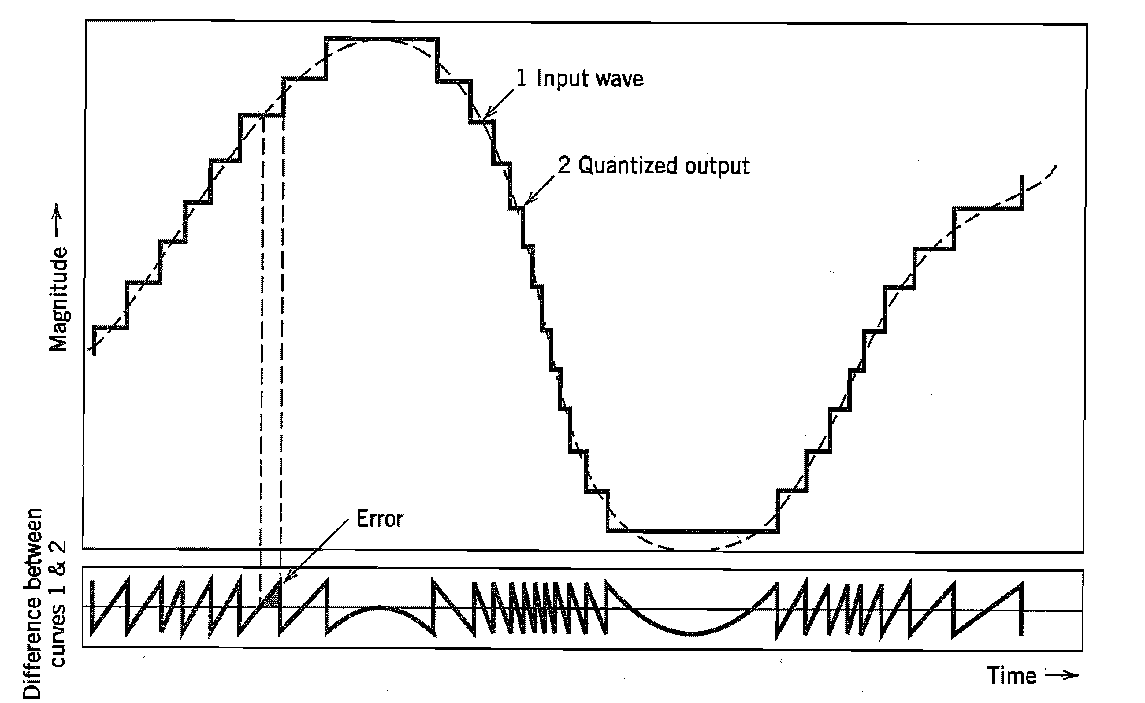 1 Input wave
2 Quantized output
Magnitude
Error
Difference between
curves 1 & 2
Time